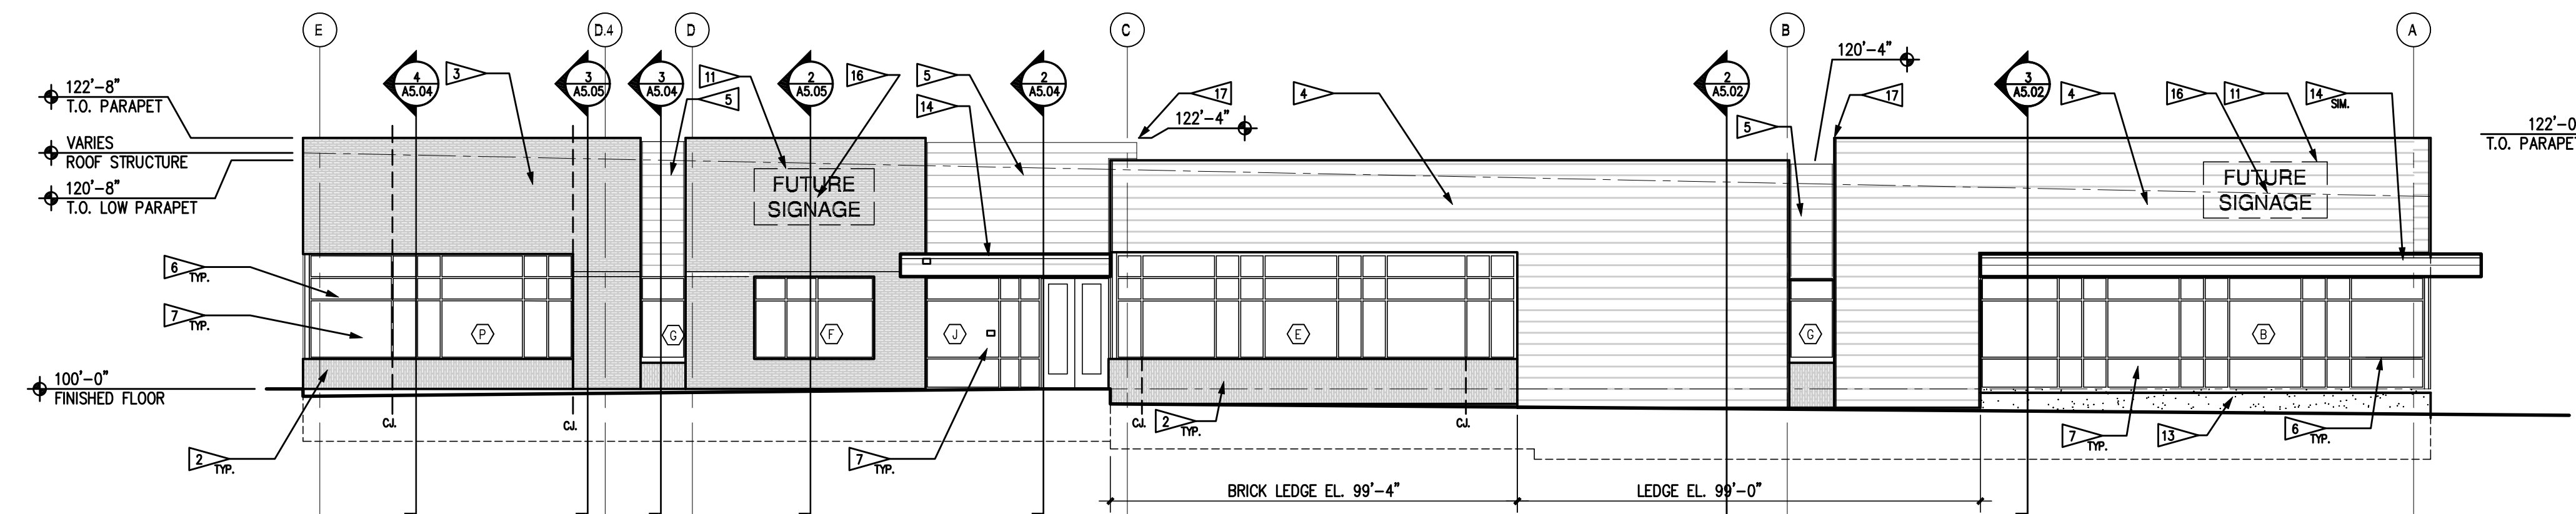 E
D.4
D
C
B
A
122'-8"
T.O. PARAPET
VARIES
ROOF STRUCTURE
120'-8"
T.O. LOW PARAPET
100'-0"
FINISHED FLOOR
4
A5.04
3
3
A5.05
3
A5.04
5
11
2
A5.05
16
5
14
2
A5.04
17
122'-4"
4
2
A5.02
5
120'-4"
17
3
A5.02
4
16
11
14
SIM.
122'-0
T.O. PARAPET
FUTURE
SIGNAGE
FUTURE
SIGNAGE
6
TYP.
7
TYP.
P
G
F
J
E
G
B
2
TYP.
CJ.
CJ.
7
TYP.
CJ.
2
TYP.
CJ.
7
TYP.
13
6
TYP.
BRICK LEDGE EL. 99'-4"
LEDGE EL. 99'-0"